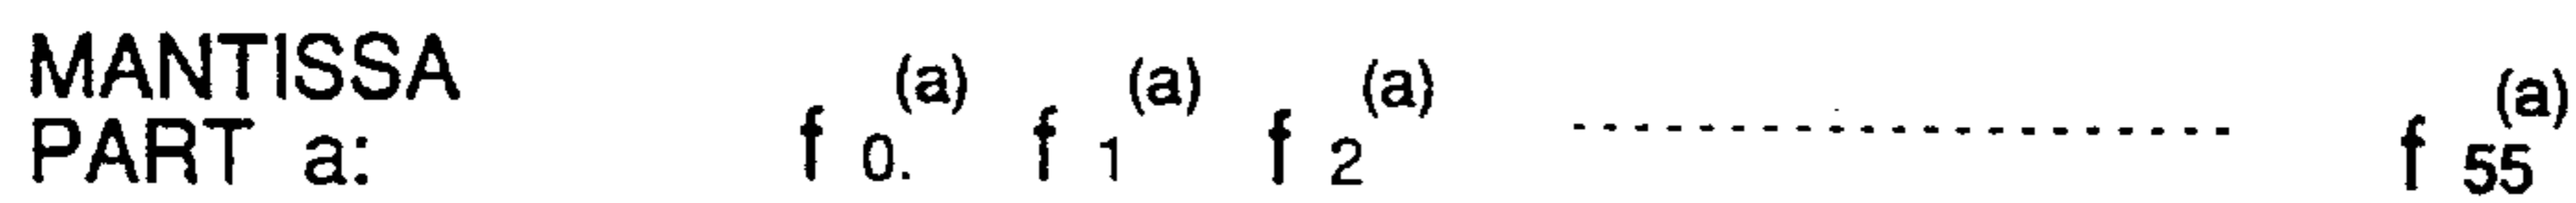 MANTISSA
PART a: f 0.(a) f 1(a) f 2(a) ---------------------- f 55(a)